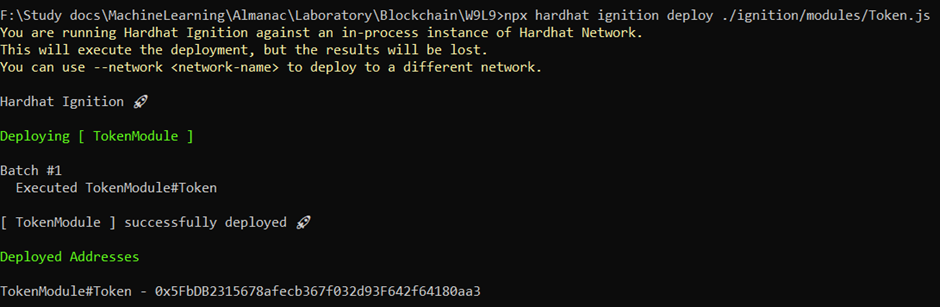 F:\Study docs\MachineLearning\Almanac\Laboratory\Blockchain\W9L9>npx hardhat ignition deploy ./ignition/modules/Token.js
You are running Hardhat Ignition against an in-process instance of Hardhat Network.
This will execute the deployment, but the results will be lost.
You can use --network <network-name> to deploy to a different network.
Hardhat Ignition 🚀
Deploying [ TokenModule ]
Batch #1
Executed TokenModule#Token
[ TokenModule ] successfully deployed 🚀
Deployed Addresses
TokenModule#Token - 0x5FbDB2315678afecb367f032d93F642f64180aa3